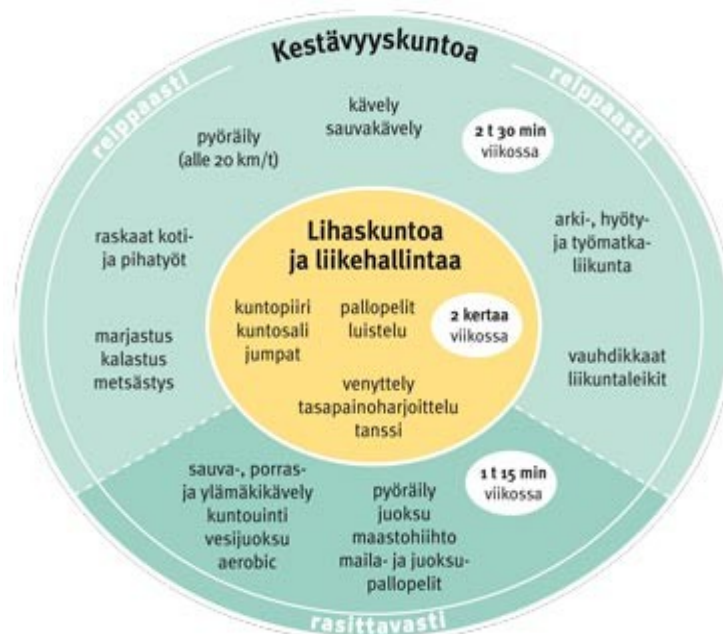 Kestävyyskuntoa
reippaasti
reippaasti
kävely
sauvakävely
2 t 30 min
viikossa
pyöräily
(alle 20 km/t)
raskaat koti-
ja pihatyöt
arki-, hyöty-
ja työmatka-
liikunta
marjastus
kalastus
metsästys
vauhdikkaat
liikuntaleikit
Lihaskuntoa
ja liikehallintaa
kuntopiiri
kuntosali
jumpat
pallopelit
luistelu
2 kertaa
viikossa
venyttely
tasapainoharjoittelu
tanssi
sauva-, porras-
ja ylämäkikävely
kuntouinti
vesijuoksu
aerobic
pyöräily
juoksu
maastohiihto
maila- ja juoksu-
pallopelit
1 t 15 min
viikossa
rasittavasti